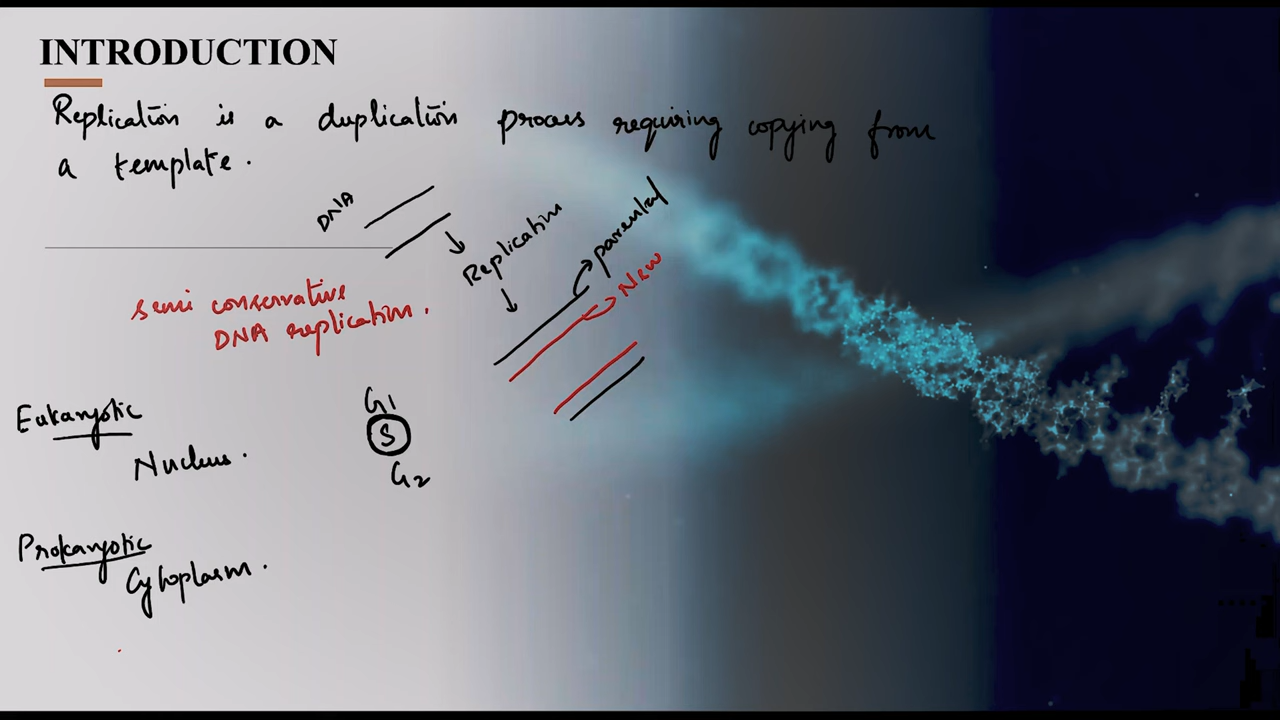 INTRODUCTION
Replication is a duplication process requiring copying from
a template.
DNA
Replication
parental
New
semi conservative
DNA replication.
Eukaryotic
Nucleus.
G1
S
G2
Prokaryotic
Cytoplasm.